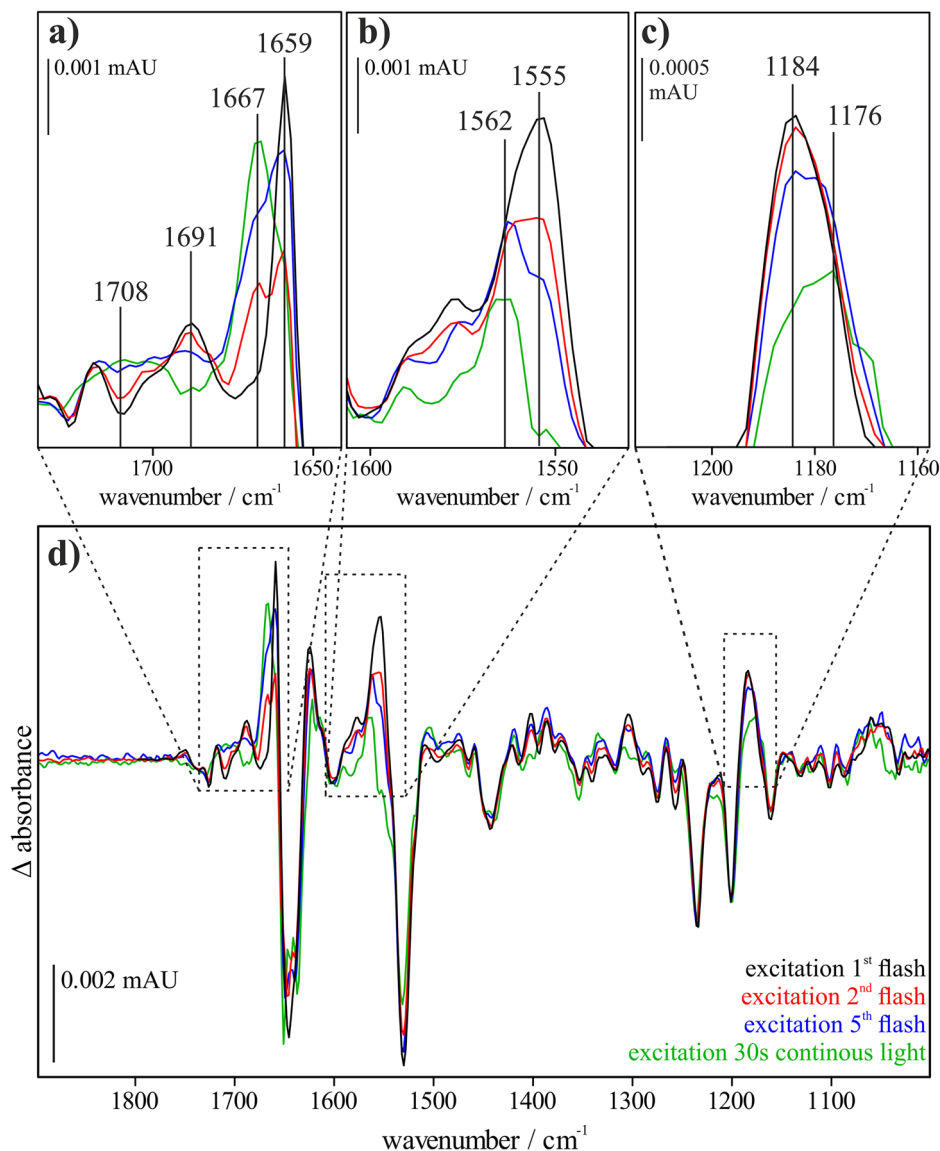 a)
1659
0.001 mAU
1667
1691
1708
1700
1650
wavenumber / cm-1
b)
0.001 mAU
1555
1562
1600
1550
wavenumber / cm-1
c)
0.0005
mAU
1184
1176
1200
1180
1160
wavenumber / cm-1
d)
Δ absorbance
0.002 mAU
excitation 1st flash
excitation 2nd flash
excitation 5th flash
excitation 30s continous light
1800
1700
1600
1500
1400
1300
1200
1100
wavenumber / cm-1